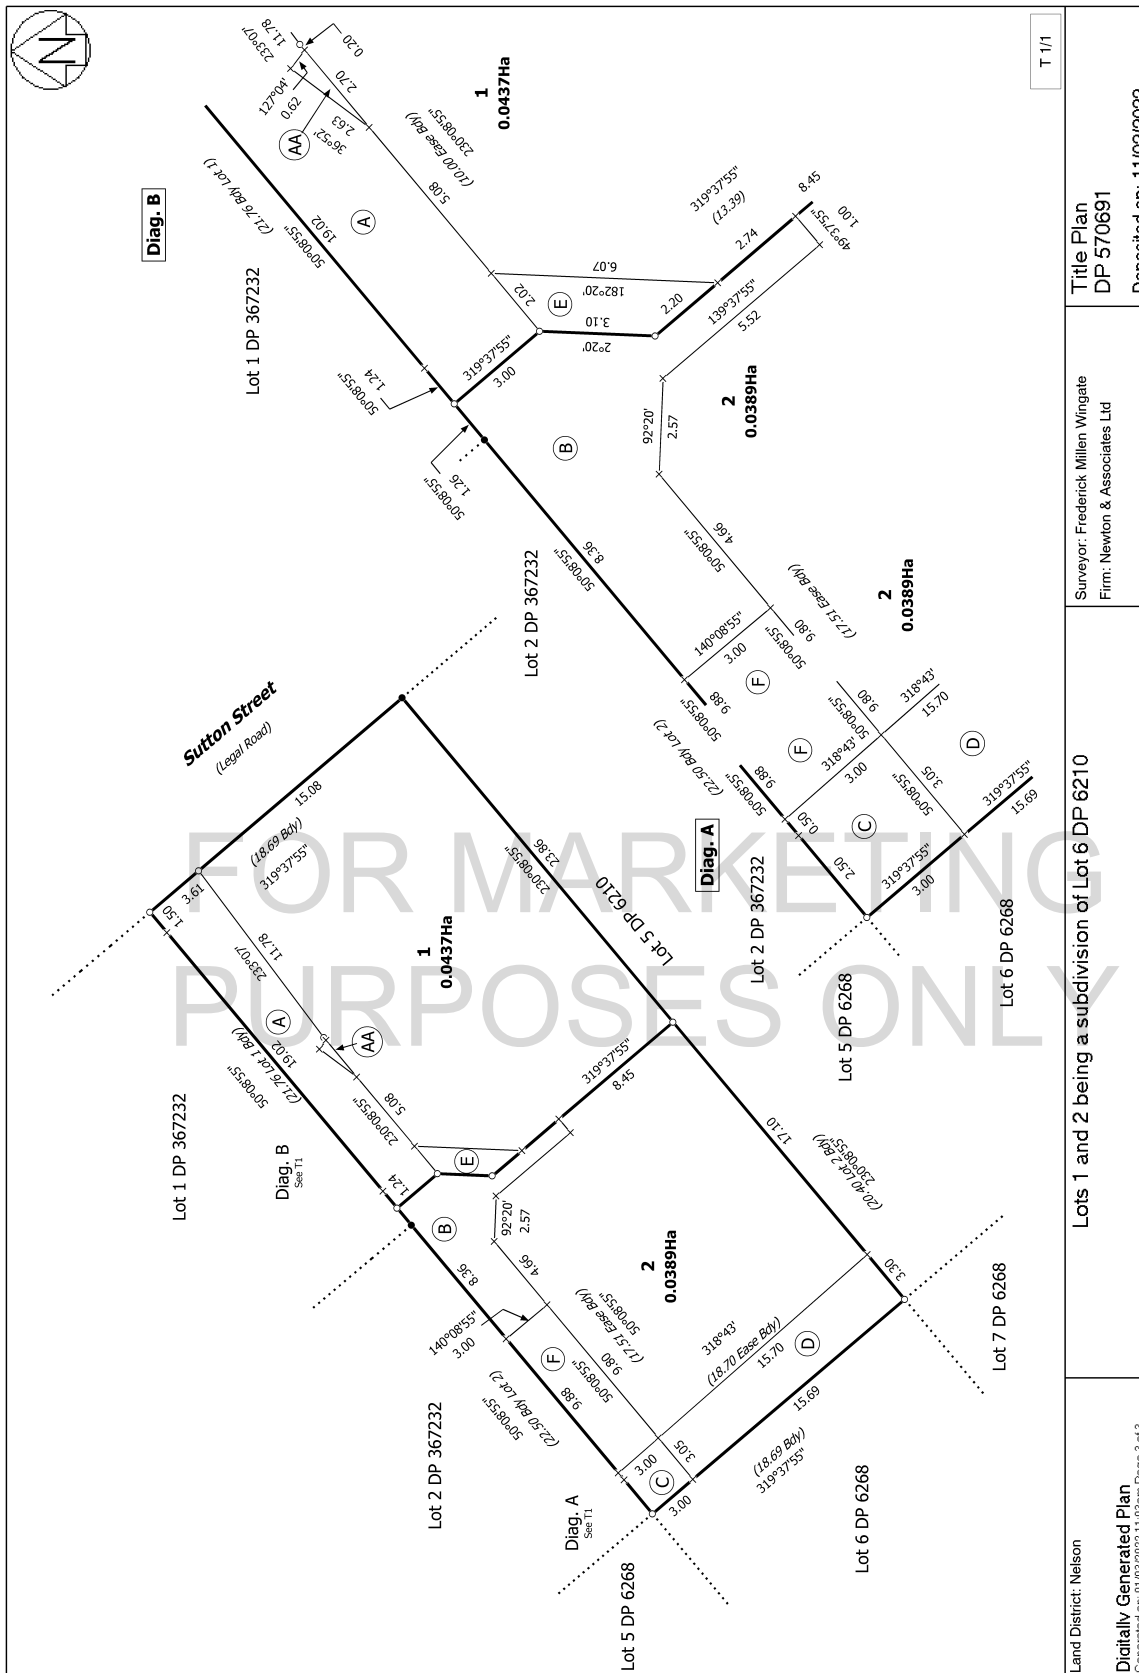 T 1/1
N
Diag. B
Lot 1 DP 367232
(21.76 Bdy Lot 1)
50°08'55"
19.02
A
AA
233°07'
11.78
0.20
127°04'
0.62
2.70
36°52'
2.63
5.08
230°08'55"
(10.00 Ease Bdy)
1
0.0437Ha
50°08'55"
1.24
319°37'55"
3.00
2.02
E
6.07
182°20'
3.10
2°20'
2.20
2.74
319°37'55"
(13.39)
8.45
1.00
49°37'55"
139°37'55"
5.52
50°08'55"
1.26
B
92°20'
2.57
2
0.0389Ha
Lot 2 DP 367232
50°08'55"
8.36
50°08'55"
4.66
140°08'55"
3.00
50°08'55"
9.80
(17.51 Ease Bdy)
F
50°08'55"
9.88
(22.50 Bdy Lot 2)
2
0.0389Ha
Diag. A
Lot 2 DP 367232
50°08'55"
9.88
F
50°08'55"
9.80
318°43'
15.70
318°43'
3.00
0.50
2.50
C
50°08'55"
3.05
D
319°37'55"
3.00
319°37'55"
15.69
Lot 5 DP 6268
Lot 6 DP 6268
Sutton Street
(Legal Road)
15.08
(18.69 Bdy)
319°37'55"
3.61
1.50
233°07'
11.78
A
AA
50°08'55"
19.02
(21.76 Lot 1 Bdy)
Lot 1 DP 367232
1
0.0437Ha
23.86
230°08'55"
Lot 5 DP 6210
230°08'55"
5.08
Diag. B
See T1
1.24
E
B
319°37'55"
8.45
92°20'
2.57
8.36
4.66
140°08'55"
3.00
50°08'55"
(17.51 Ease Bdy)
2
0.0389Ha
17.10
230°08'55"
(20.40 Lot 2 Bdy)
F
50°08'55"
9.80
9.88
50°08'55"
(22.50 Bdy Lot 2)
Lot 2 DP 367232
318°43'
(18.70 Ease Bdy)
15.70
D
3.30
15.69
(18.69 Bdy)
319°37'55"
3.00
3.05
C
3.00
Diag. A
See T1
Lot 5 DP 6268
Lot 6 DP 6268
Lot 7 DP 6268
FOR MARKETING
PURPOSES ONLY
Land District: Nelson
Digitally Generated Plan
Lots 1 and 2 being a subdivision of Lot 6 DP 6210
Surveyor: Frederick Millen Wingate
Firm: Newton & Associates Ltd
Title Plan
DP 570691
Deposited on: